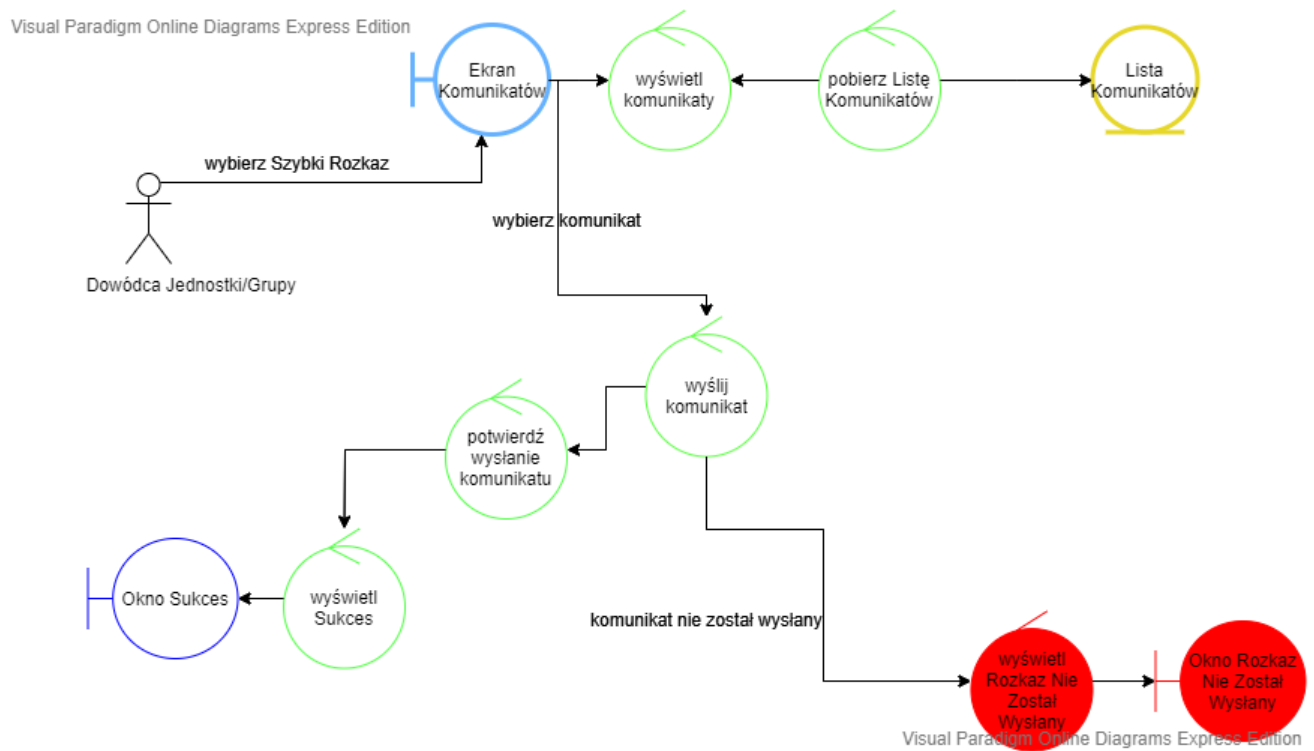 Visual Paradigm Online Diagrams Express Edition
Ekran
Komunikatów
wyświetl
komunikaty
pobierz Listę
Komunikatów
Lista
Komunikatów
wybierz Szybki Rozkaz
wybierz komunikat
Dowódca Jednostki/Grupy
wyślij
komunikat
potwierdź
wysłanie
komunikatu
Okno Sukces
wyświetl
Sukces
komunikat nie został wysłany
wyświetl
Rozkaz Nie
Został
Wysłany
Okno Rozkaz
Nie Został
Wysłany
Visual Paradigm Online Diagrams Express Edition